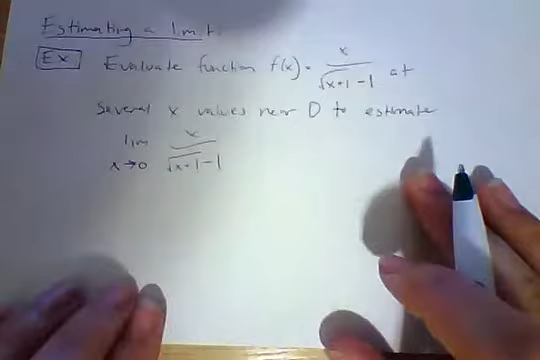 Estimating a limit
Ex Evaluate function f(x) = x/(√(x+1) - 1) at
Several x values near 0 to estimate
lim x→0 x/(√(x+1) - 1)